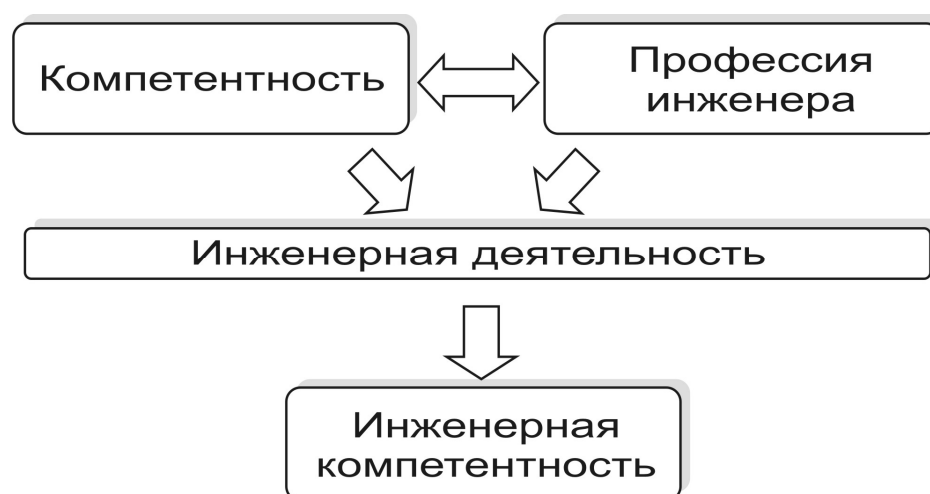 Компетентность
Профессия
инженера
Инженерная деятельность
Инженерная
компетентность